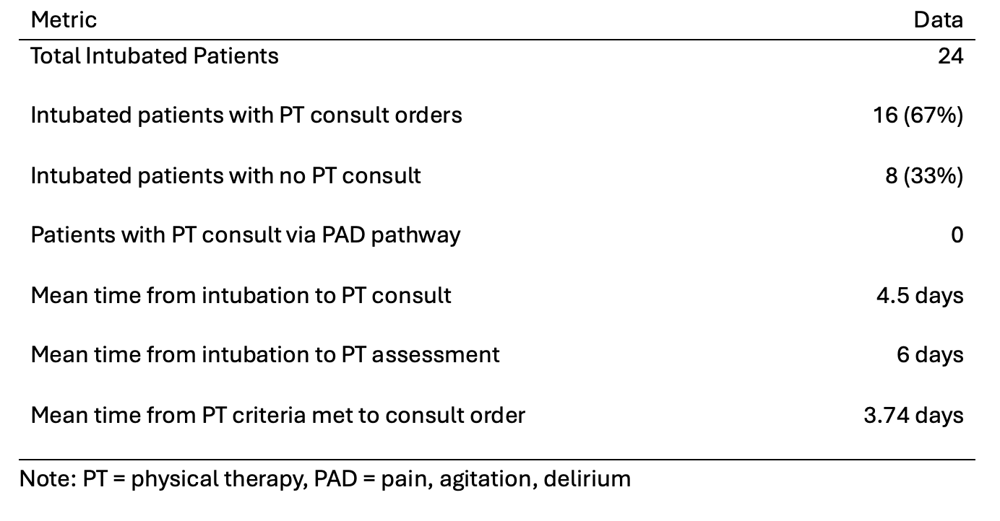 Metric Data
Total Intubated Patients 24
Intubated patients with PT consult orders 16 (67%)
Intubated patients with no PT consult 8 (33%)
Patients with PT consult via PAD pathway 0
Mean time from intubation to PT consult 4.5 days
Mean time from intubation to PT assessment 6 days
Mean time from PT criteria met to consult order 3.74 days
Note: PT = physical therapy, PAD = pain, agitation, delirium